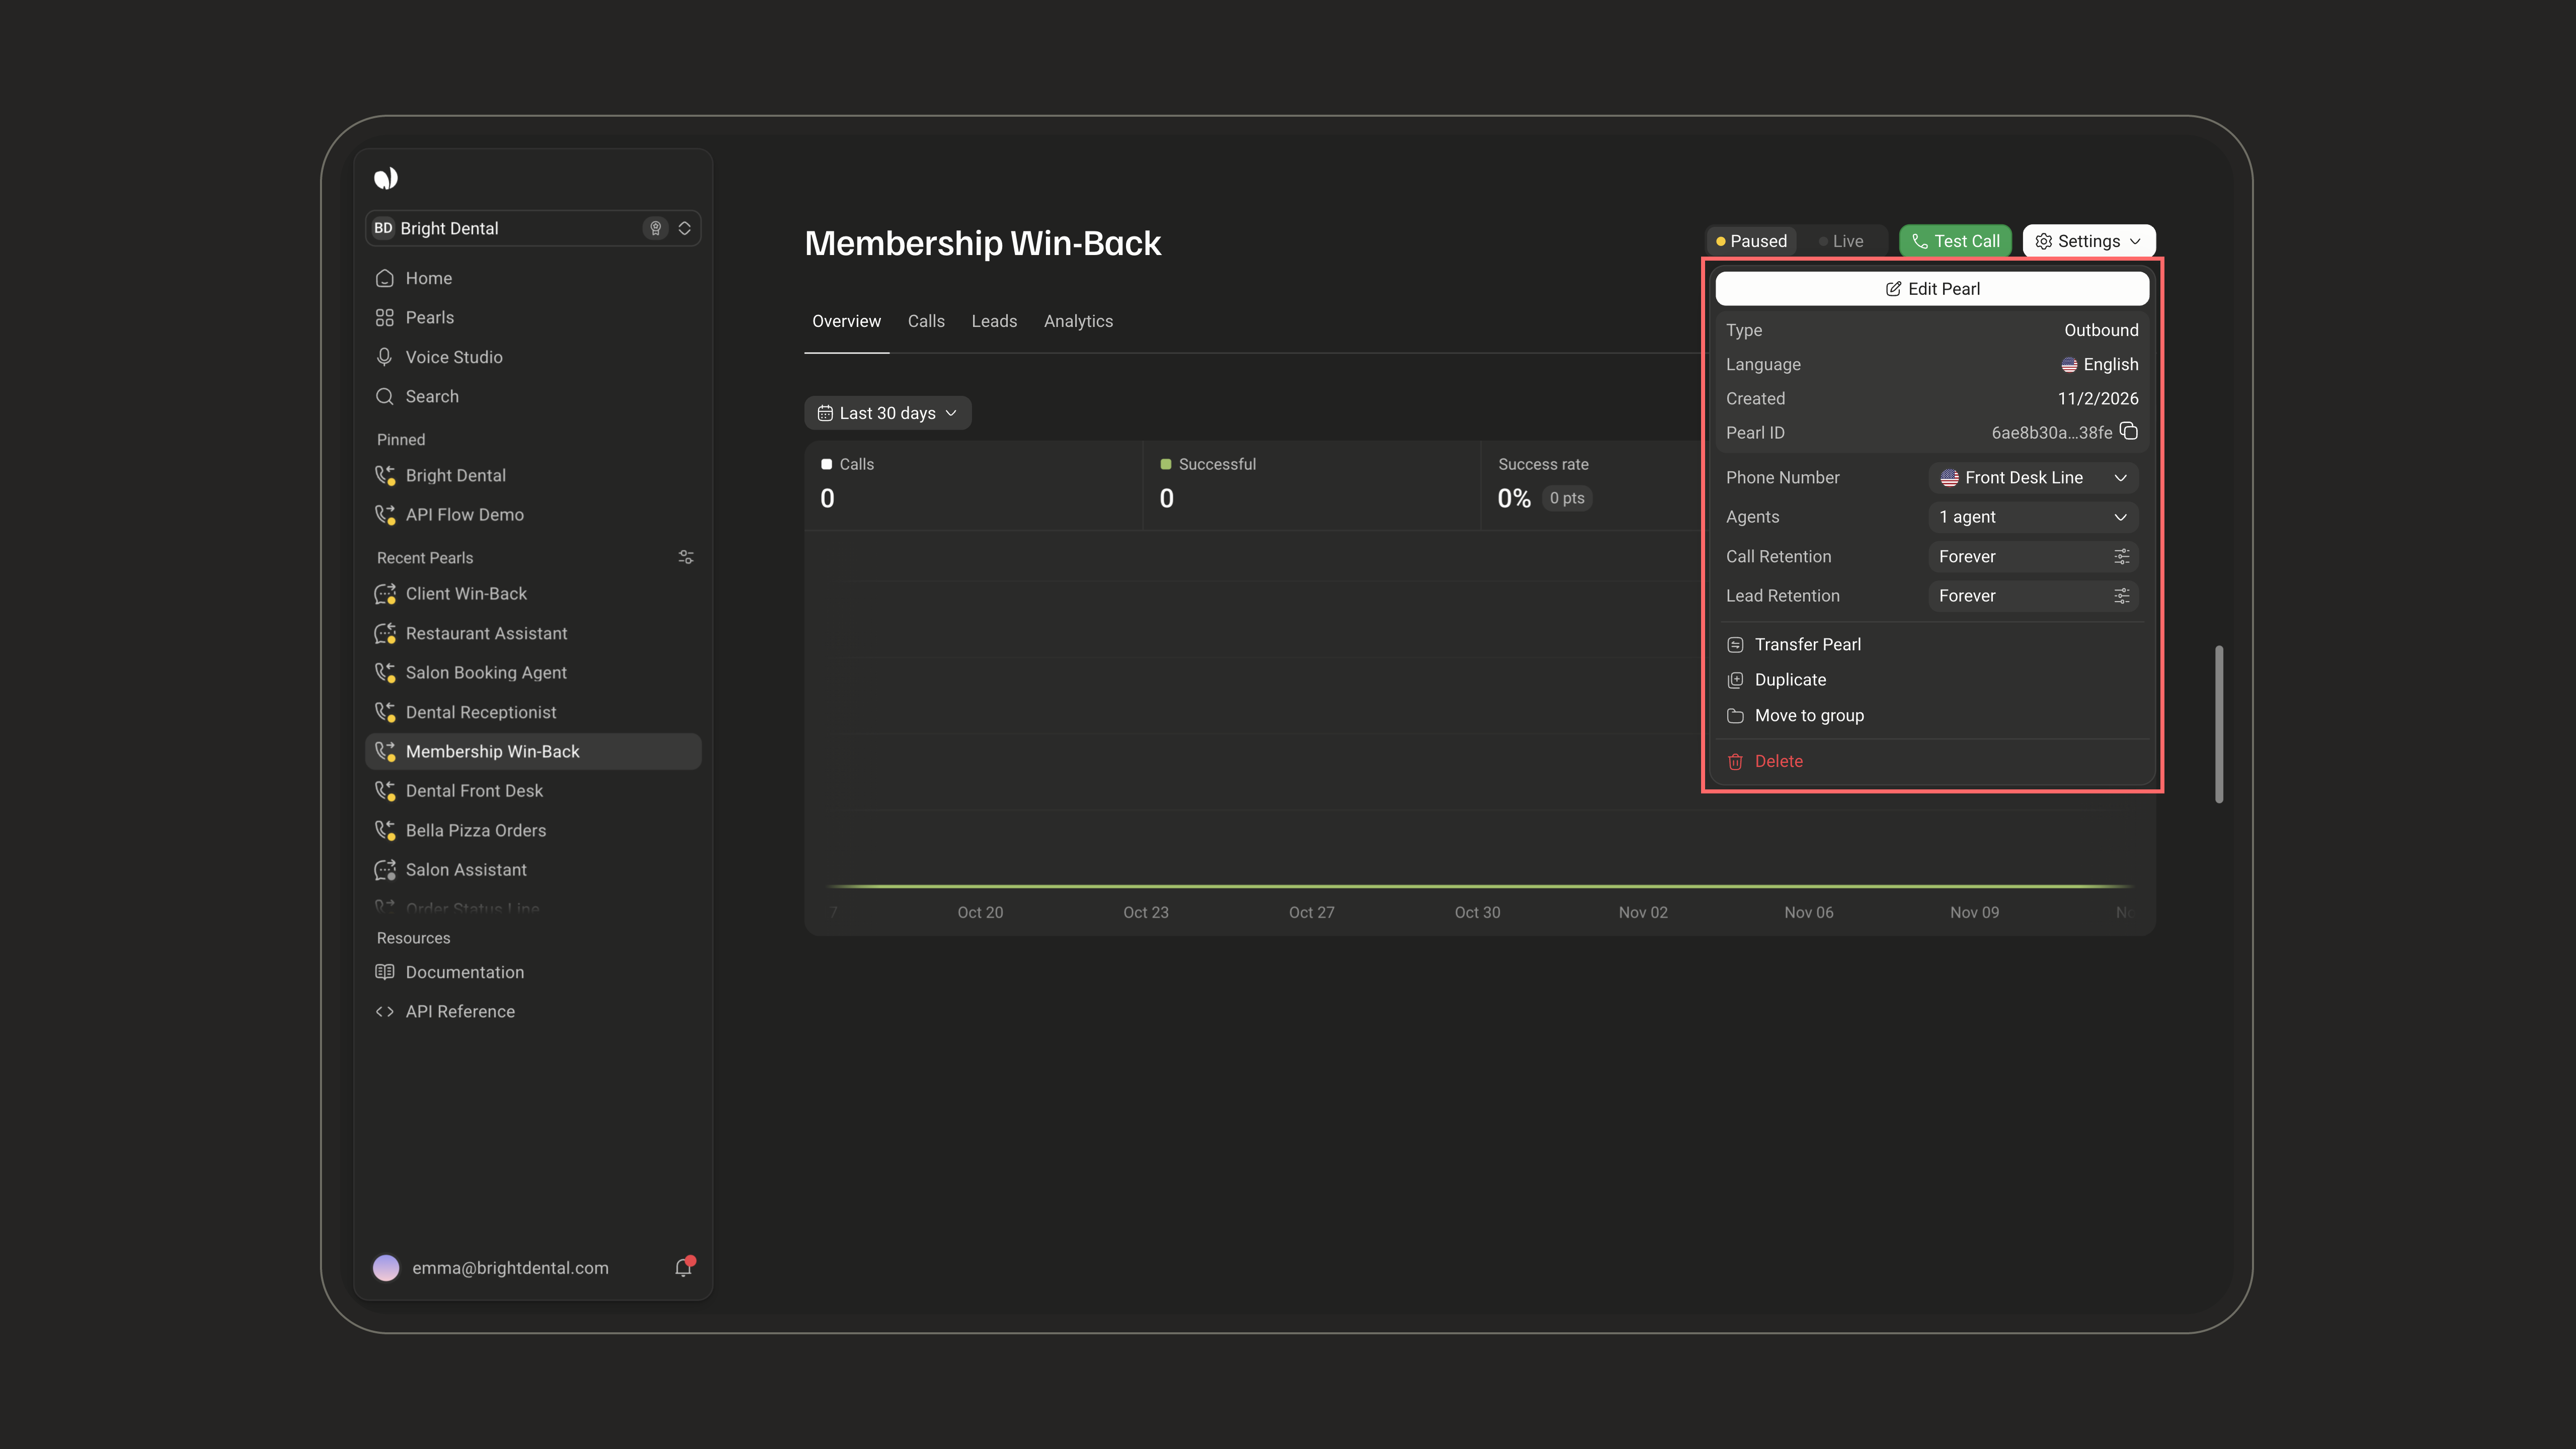 BD Bright Dental
Home
Pearls
Voice Studio
Search
Pinned
Bright Dental
API Flow Demo
Recent Pearls
Client Win-Back
Restaurant Assistant
Salon Booking Agent
Dental Receptionist
Membership Win-Back
Dental Front Desk
Bella Pizza Orders
Salon Assistant
Order Status Line
Resources
Documentation
API Reference
emma@brightdental.com
Membership Win-Back
Paused Live Test Call Settings
Overview Calls Leads Analytics
Last 30 days
Calls Successful Success rate
0 0 0% 0 pts
7 Oct 20 Oct 23 Oct 27 Oct 30 Nov 02 Nov 06 Nov 09
Edit Pearl
Type Outbound
Language English
Created 11/2/2026
Pearl ID 6ae8b30a...38fe
Phone Number Front Desk Line
Agents 1 agent
Call Retention Forever
Lead Retention Forever
Transfer Pearl
Duplicate
Move to group
Delete